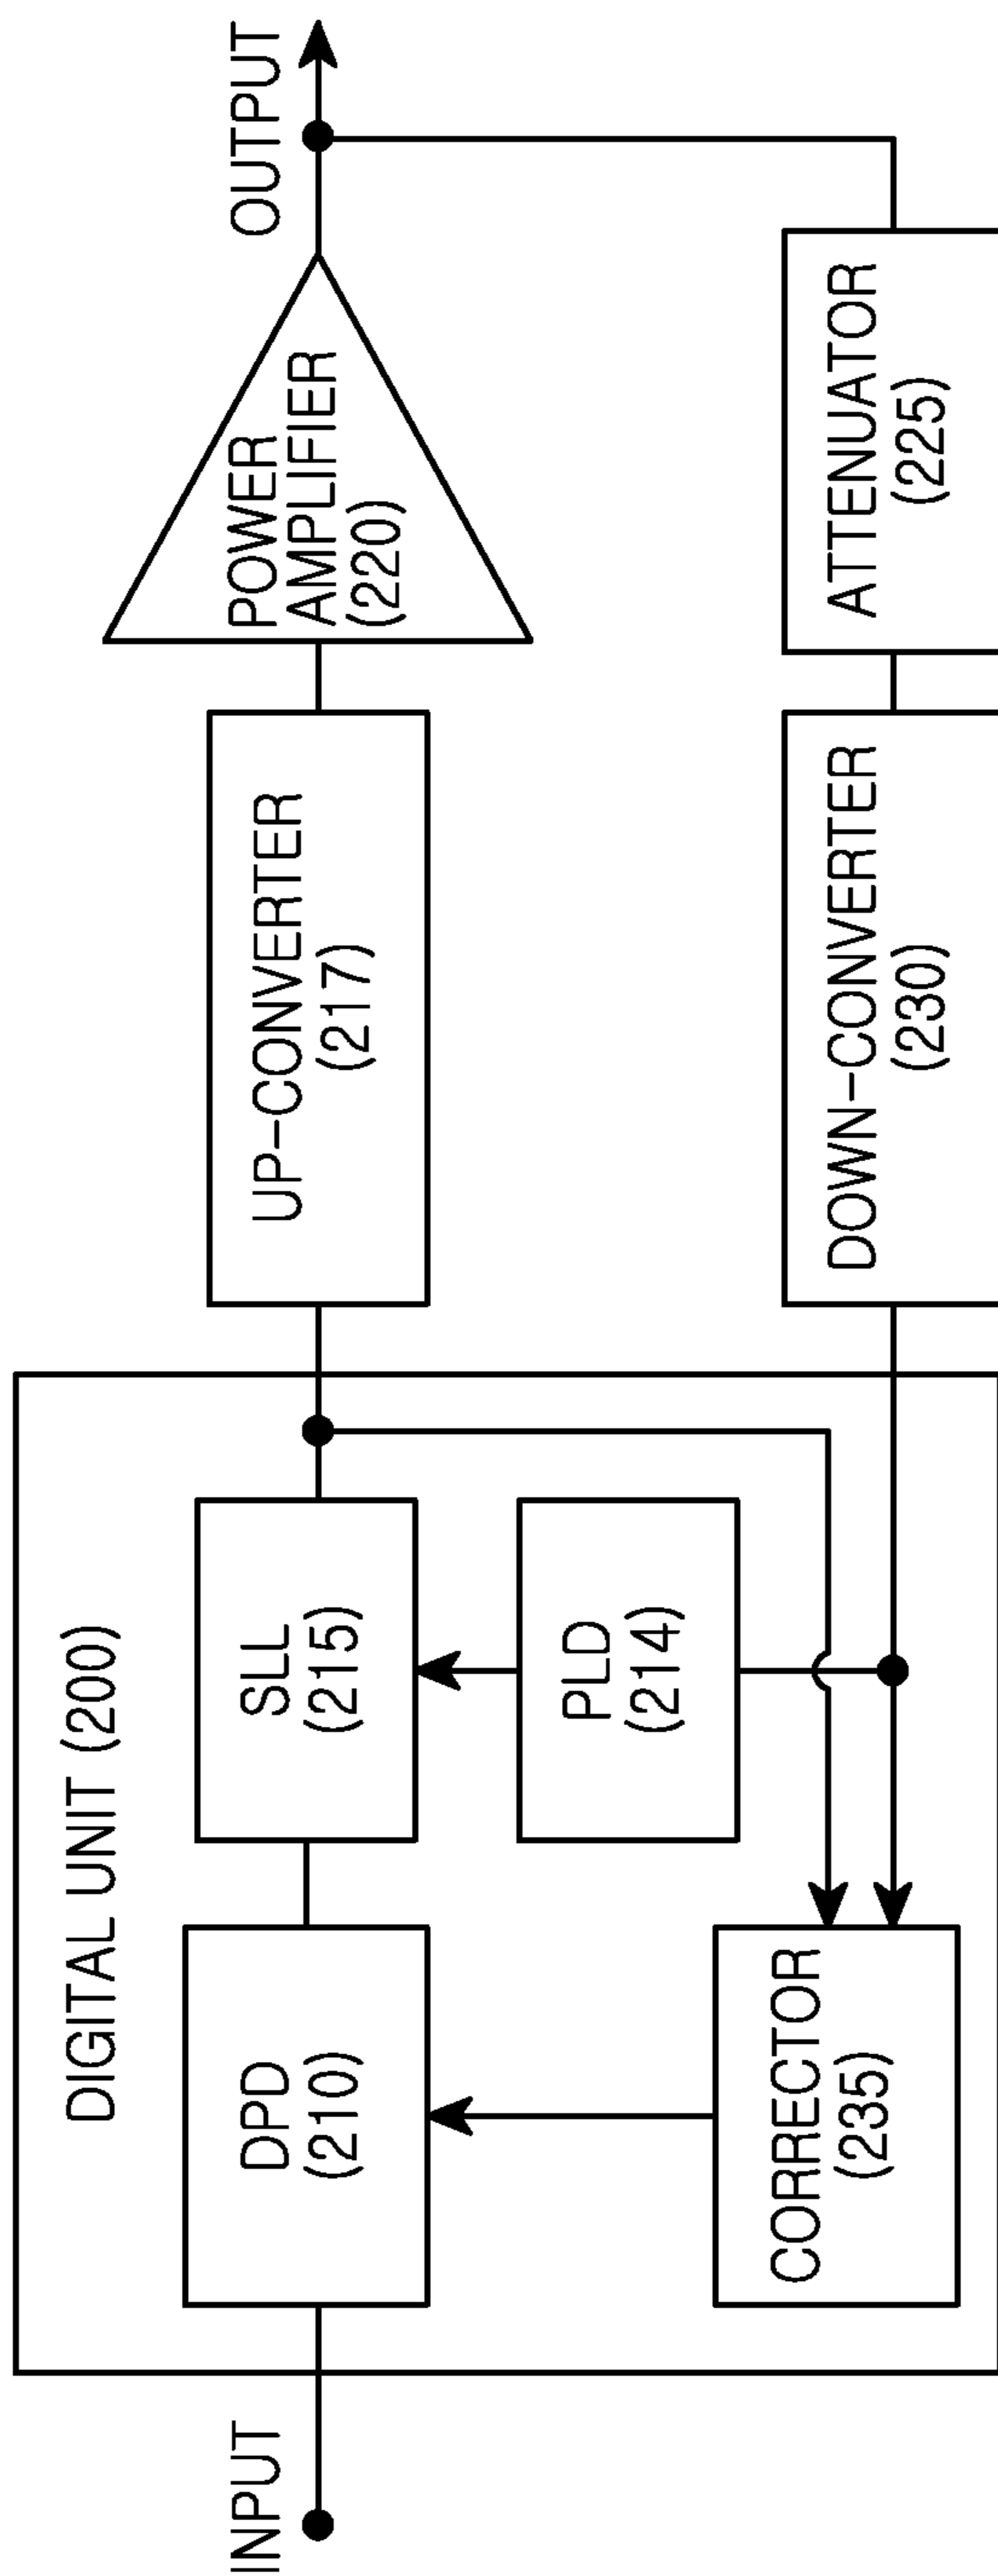 DIGITAL UNIT (200)
INPUT
DPD
(210)
SLL
(215)
UP-CONVERTER
(217)
POWER
AMPLIFIER
(220)
OUTPUT
PLD
(214)
CORRECTOR
(235)
DOWN-CONVERTER
(230)
ATTENUATOR
(225)